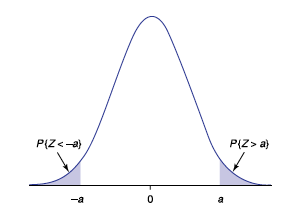 P{Z < –a}
P{Z > a}
–a
0
a